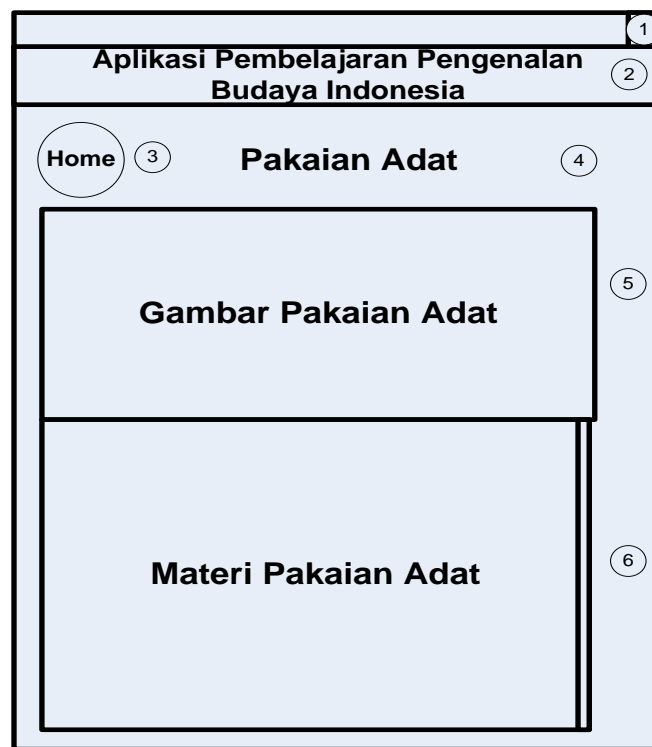 1
Aplikasi Pembelajaran Pengenalan
Budaya Indonesia
2
Home
3
Pakaian Adat
4
Gambar Pakaian Adat
5
Materi Pakaian Adat
6